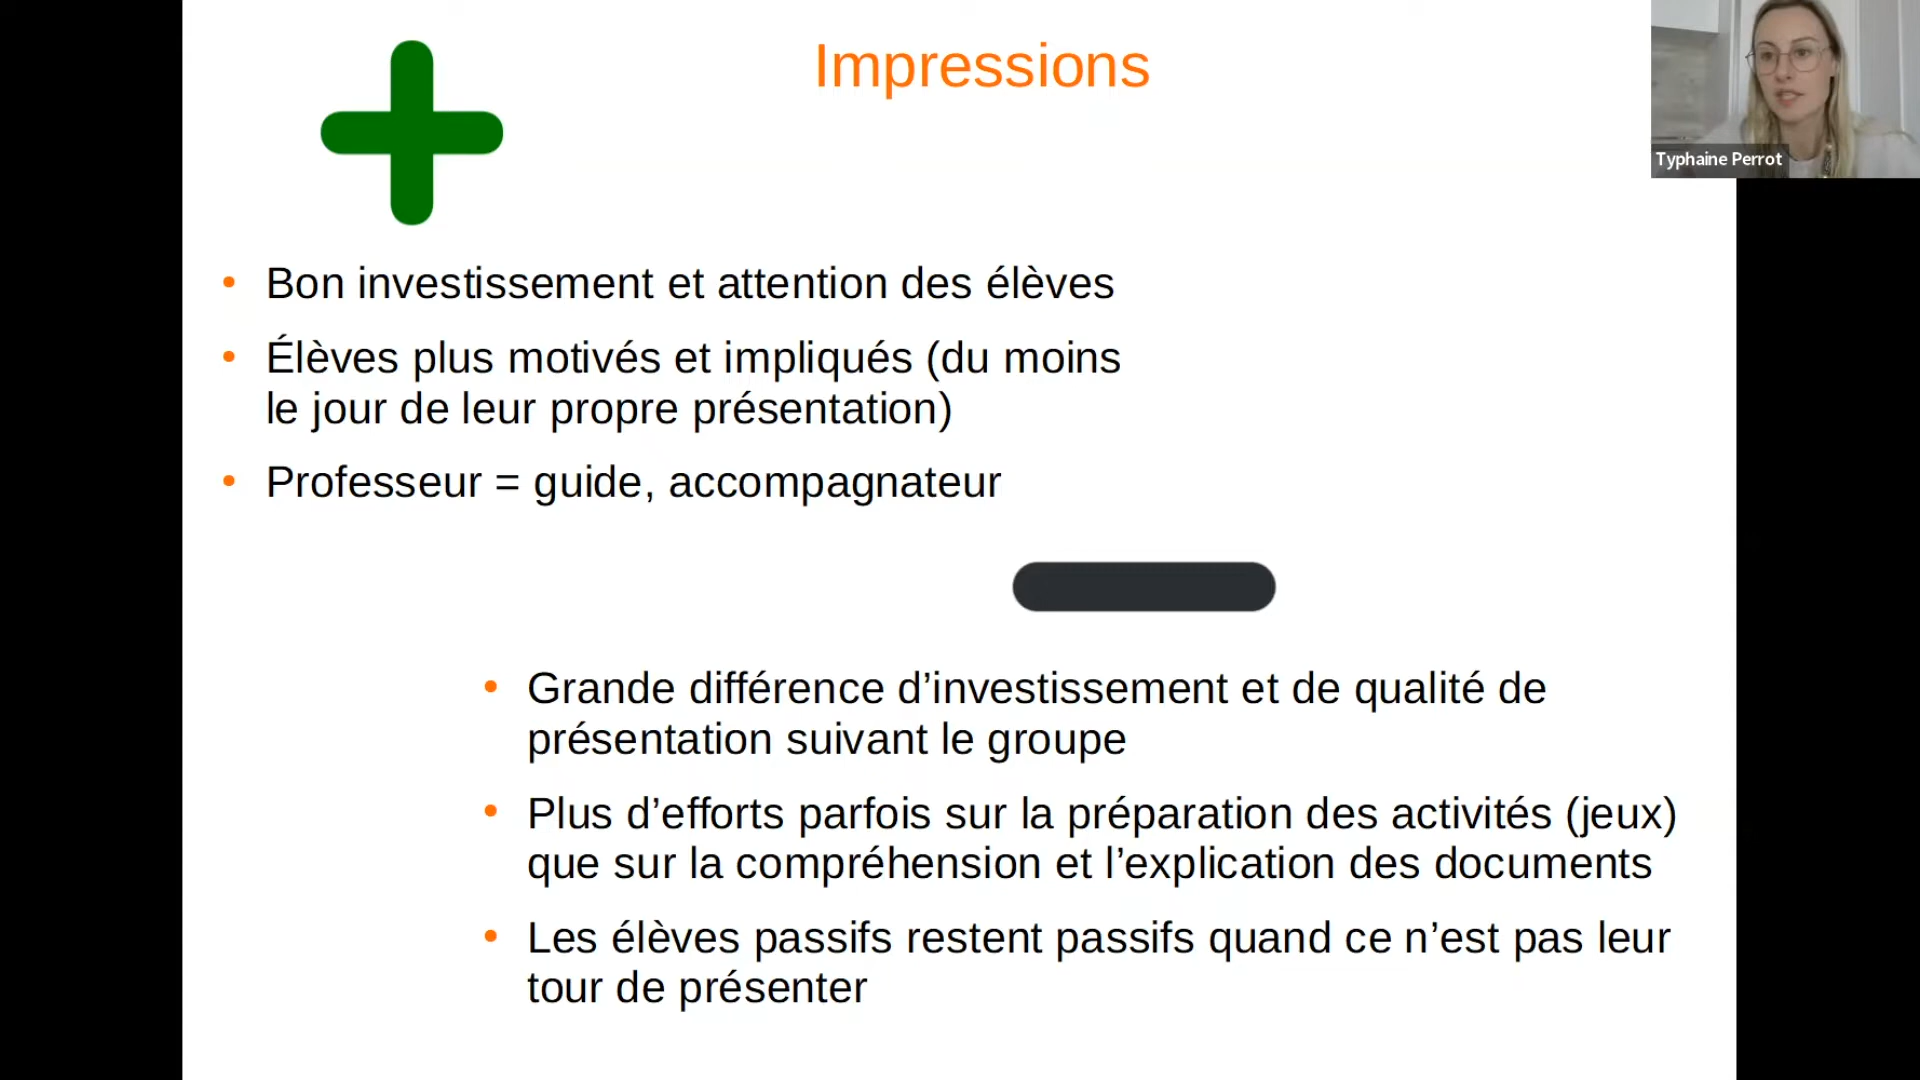 Impressions
Typhaine Perrot
• Bon investissement et attention des élèves
• Élèves plus motivés et impliqués (du moins
le jour de leur propre présentation)
• Professeur = guide, accompagnateur
• Grande différence d’investissement et de qualité de
présentation suivant le groupe
• Plus d’efforts parfois sur la préparation des activités (jeux)
que sur la compréhension et l’explication des documents
• Les élèves passifs restent passifs quand ce n’est pas leur
tour de présenter